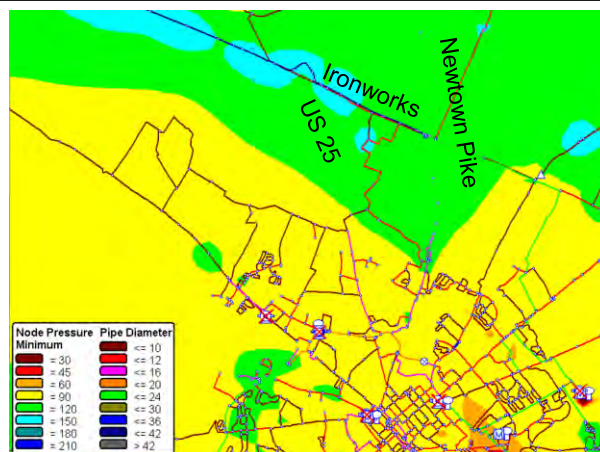 Ironworks
Newtown Pike
US 25
Node Pressure Pipe Diameter
Minimum
= 30 <= 10
= 45 <= 12
= 60 <= 16
= 90 <= 20
= 120 <= 24
= 150 <= 30
= 180 <= 36
= 210 <= 42
> 42